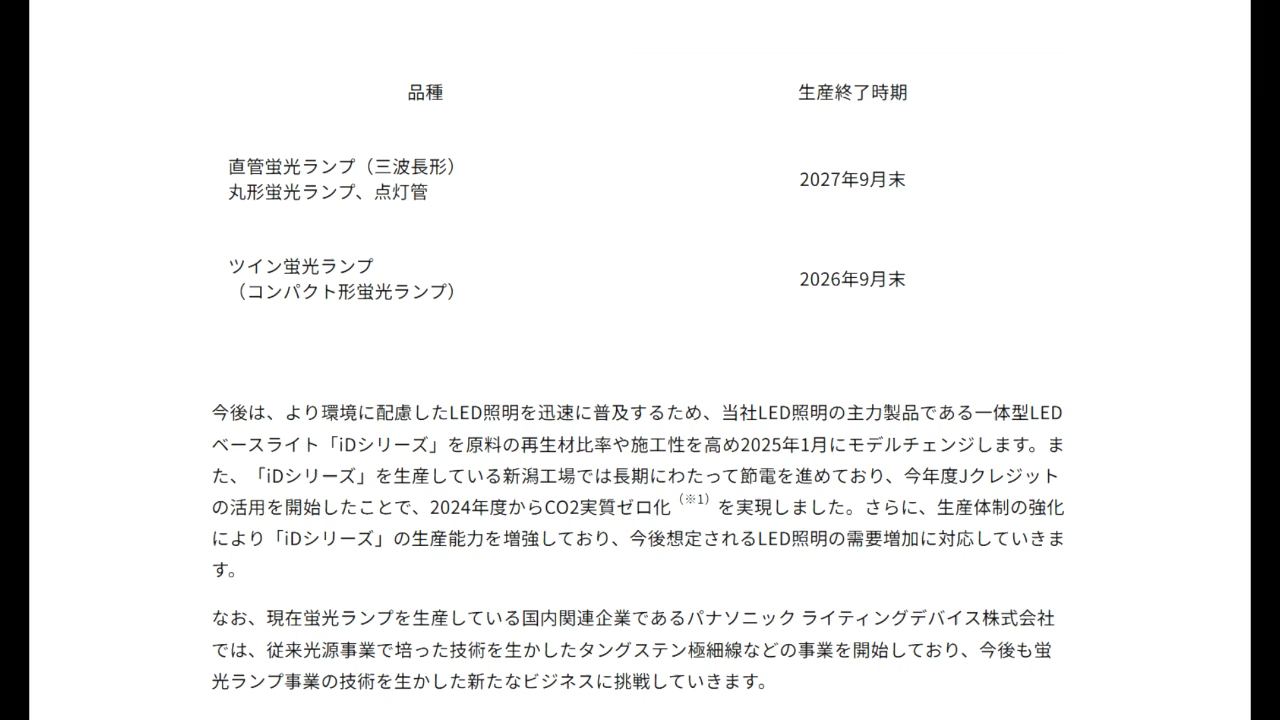 品種
生産終了時期
直管蛍光ランプ（三波長形）
丸形蛍光ランプ、点灯管
2027年9月末
ツイン蛍光ランプ
（コンパクト形蛍光ランプ）
2026年9月末
今後は、より環境に配慮したLED照明を迅速に普及するため、当社LED照明の主力製品である一体型LED
ベースライト「iDシリーズ」を原料の再生材比率や施工性を高め2025年1月にモデルチェンジします。ま
た、「iDシリーズ」を生産している新潟工場では長期にわたって節電を進めており、今年度Jクレジット
の活用を開始したことで、2024年度からCO2実質ゼロ化（※1）を実現しました。さらに、生産体制の強化
により「iDシリーズ」の生産能力を増強しており、今後想定されるLED照明の需要増加に対応していきま
す。
なお、現在蛍光ランプを生産している国内関連企業であるパナソニック ライティングデバイス株式会社
では、従来光源事業で培った技術を生かしたタングステン極細線などの事業を開始しており、今後も蛍
光ランプ事業の技術を生かした新たなビジネスに挑戦していきます。